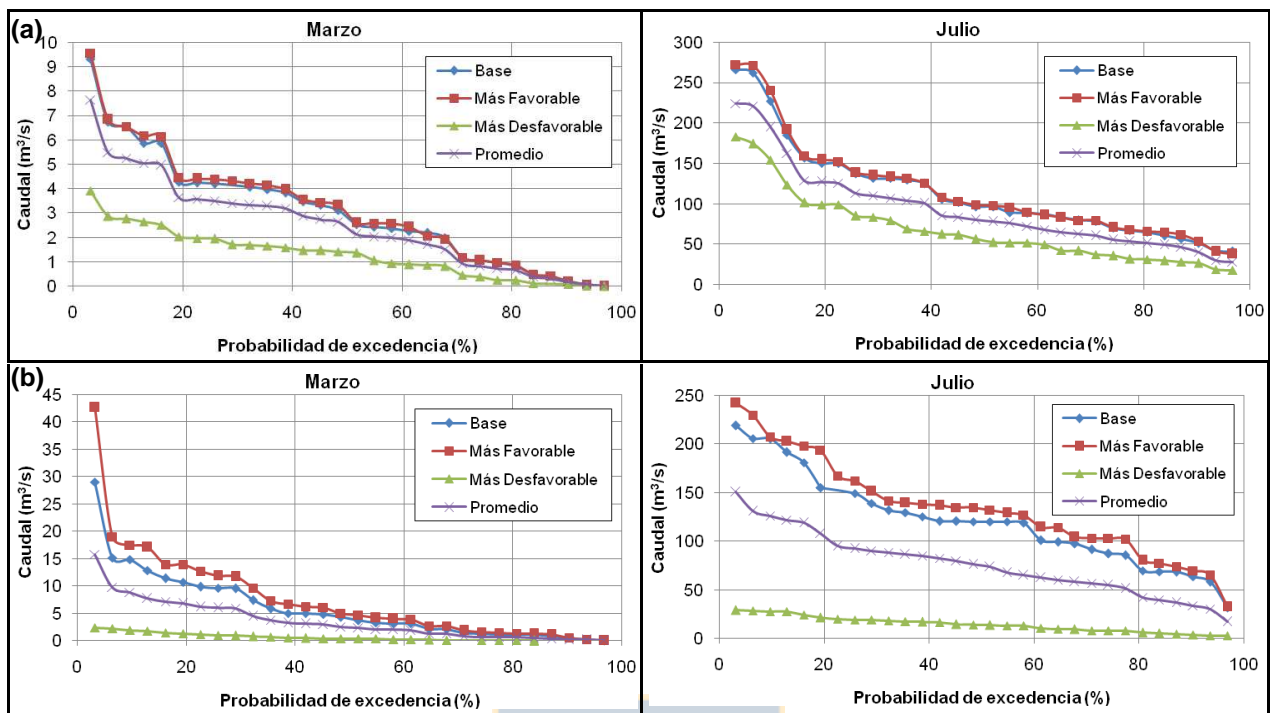 (a)
Marzo
Caudal (m³/s)
10
9
8
7
6
5
4
3
2
1
0
0 20 40 60 80 100
Probabilidad de excedencia (%)
Base
Más Favorable
Más Desfavorable
Promedio
Julio
Caudal (m³/s)
300
250
200
150
100
50
0
0 20 40 60 80 100
Probabilidad de excedencia (%)
Base
Más Favorable
Más Desfavorable
Promedio
(b)
Marzo
Caudal (m³/s)
45
40
35
30
25
20
15
10
5
0
0 20 40 60 80 100
Probabilidad de excedencia (%)
Base
Más Favorable
Más Desfavorable
Promedio
Julio
Caudal (m³/s)
250
200
150
100
50
0
0 20 40 60 80 100
Probabilidad de excedencia (%)
Base
Más Favorable
Más Desfavorable
Promedio